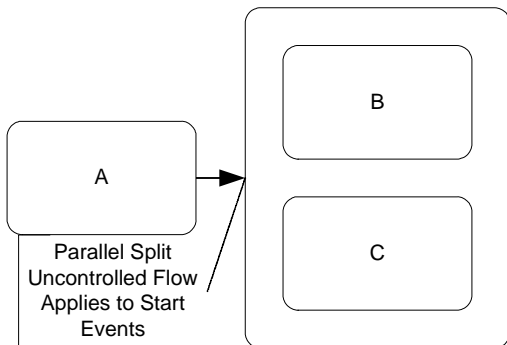 A
B
C
Parallel Split
Uncontrolled Flow
Applies to Start
Events